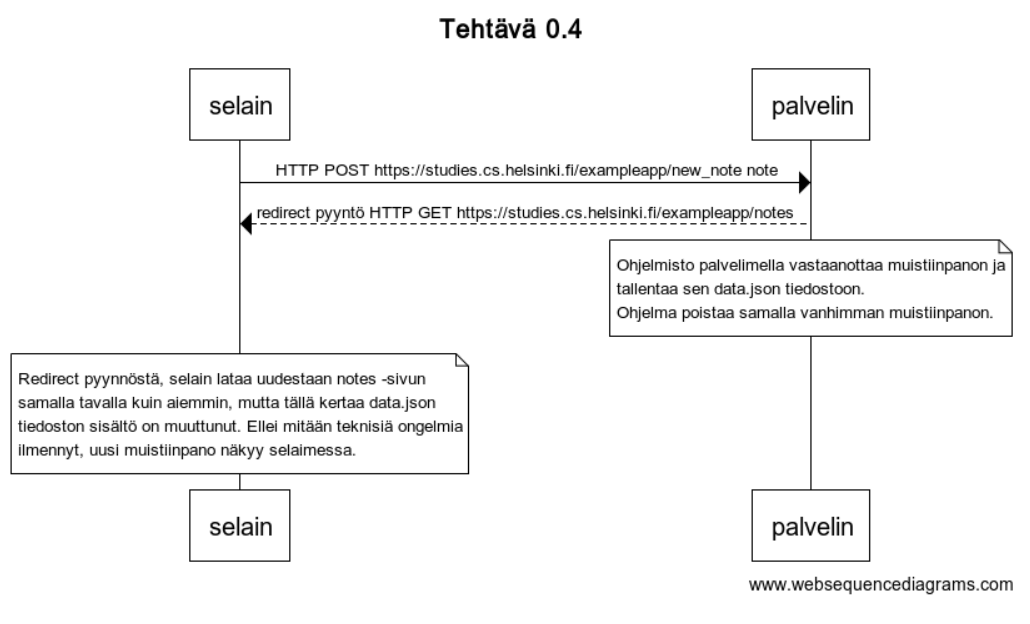 Tehtävä 0.4
selain
palvelin
HTTP POST https://studies.cs.helsinki.fi/exampleapp/new_note note
redirect pyyntö HTTP GET https://studies.cs.helsinki.fi/exampleapp/notes
Ohjelmisto palvelimella vastaanottaa muistiinpanon ja
tallentaa sen data.json tiedostoon.
Ohjelma poistaa samalla vanhimman muistiinpanon.
Redirect pyynnöstä, selain lataa uudestaan notes -sivun
samalla tavalla kuin aiemmin, mutta tällä kertaa data.json
tiedoston sisältö on muuttunut. Ellei mitään teknisiä ongelmia
ilmennyt, uusi muistiinpano näkyy selaimessa.
selain
palvelin
www.websequencediagrams.com